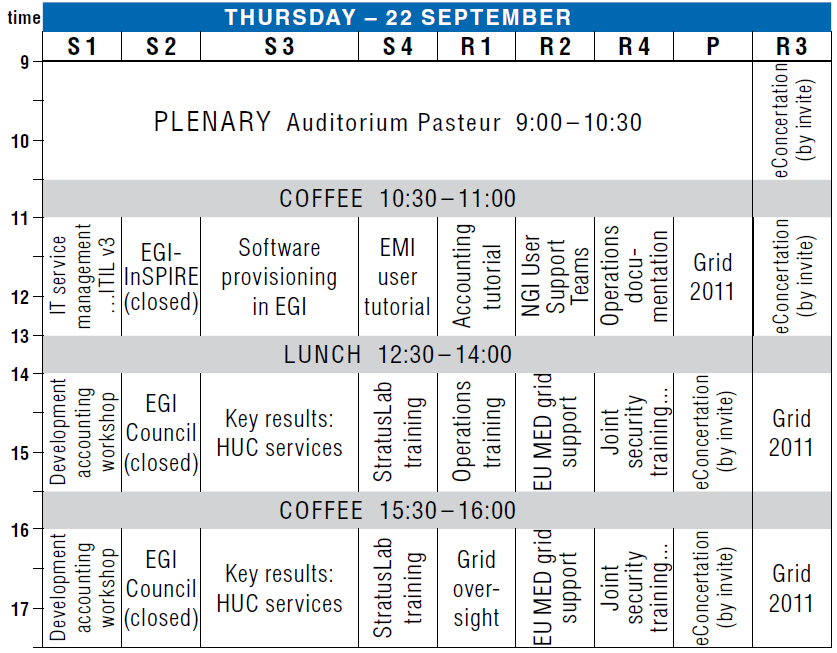 time
THURSDAY – 22 SEPTEMBER
S 1 S 2 S 3 S 4 R 1 R 2 R 4 P R 3
9
PLENARY Auditorium Pasteur 9:00–10:30
eConcertation
(by invite)
10
COFFEE 10:30–11:00
11
IT service
management
...ITIL v3
EGI-
InSPIRE
(closed)
Software
provisioning
in EGI
EMI
user
tutorial
Accounting
tutorial
NGI User
Support
Teams
Operations
docu-
mentation
Grid
2011
eConcertation
(by invite)
12
13
LUNCH 12:30–14:00
14
Development
accounting
workshop
EGI
Council
(closed)
Key results:
HUC services
StratusLab
training
Operations
training
EU MED grid
support
Joint
security
training...
eConcertation
(by invite)
Grid
2011
15
COFFEE 15:30–16:00
16
Development
accounting
workshop
EGI
Council
(closed)
Key results:
HUC services
StratusLab
training
Grid
over-
sight
EU MED grid
support
Joint
security
training...
eConcertation
(by invite)
Grid
2011
17